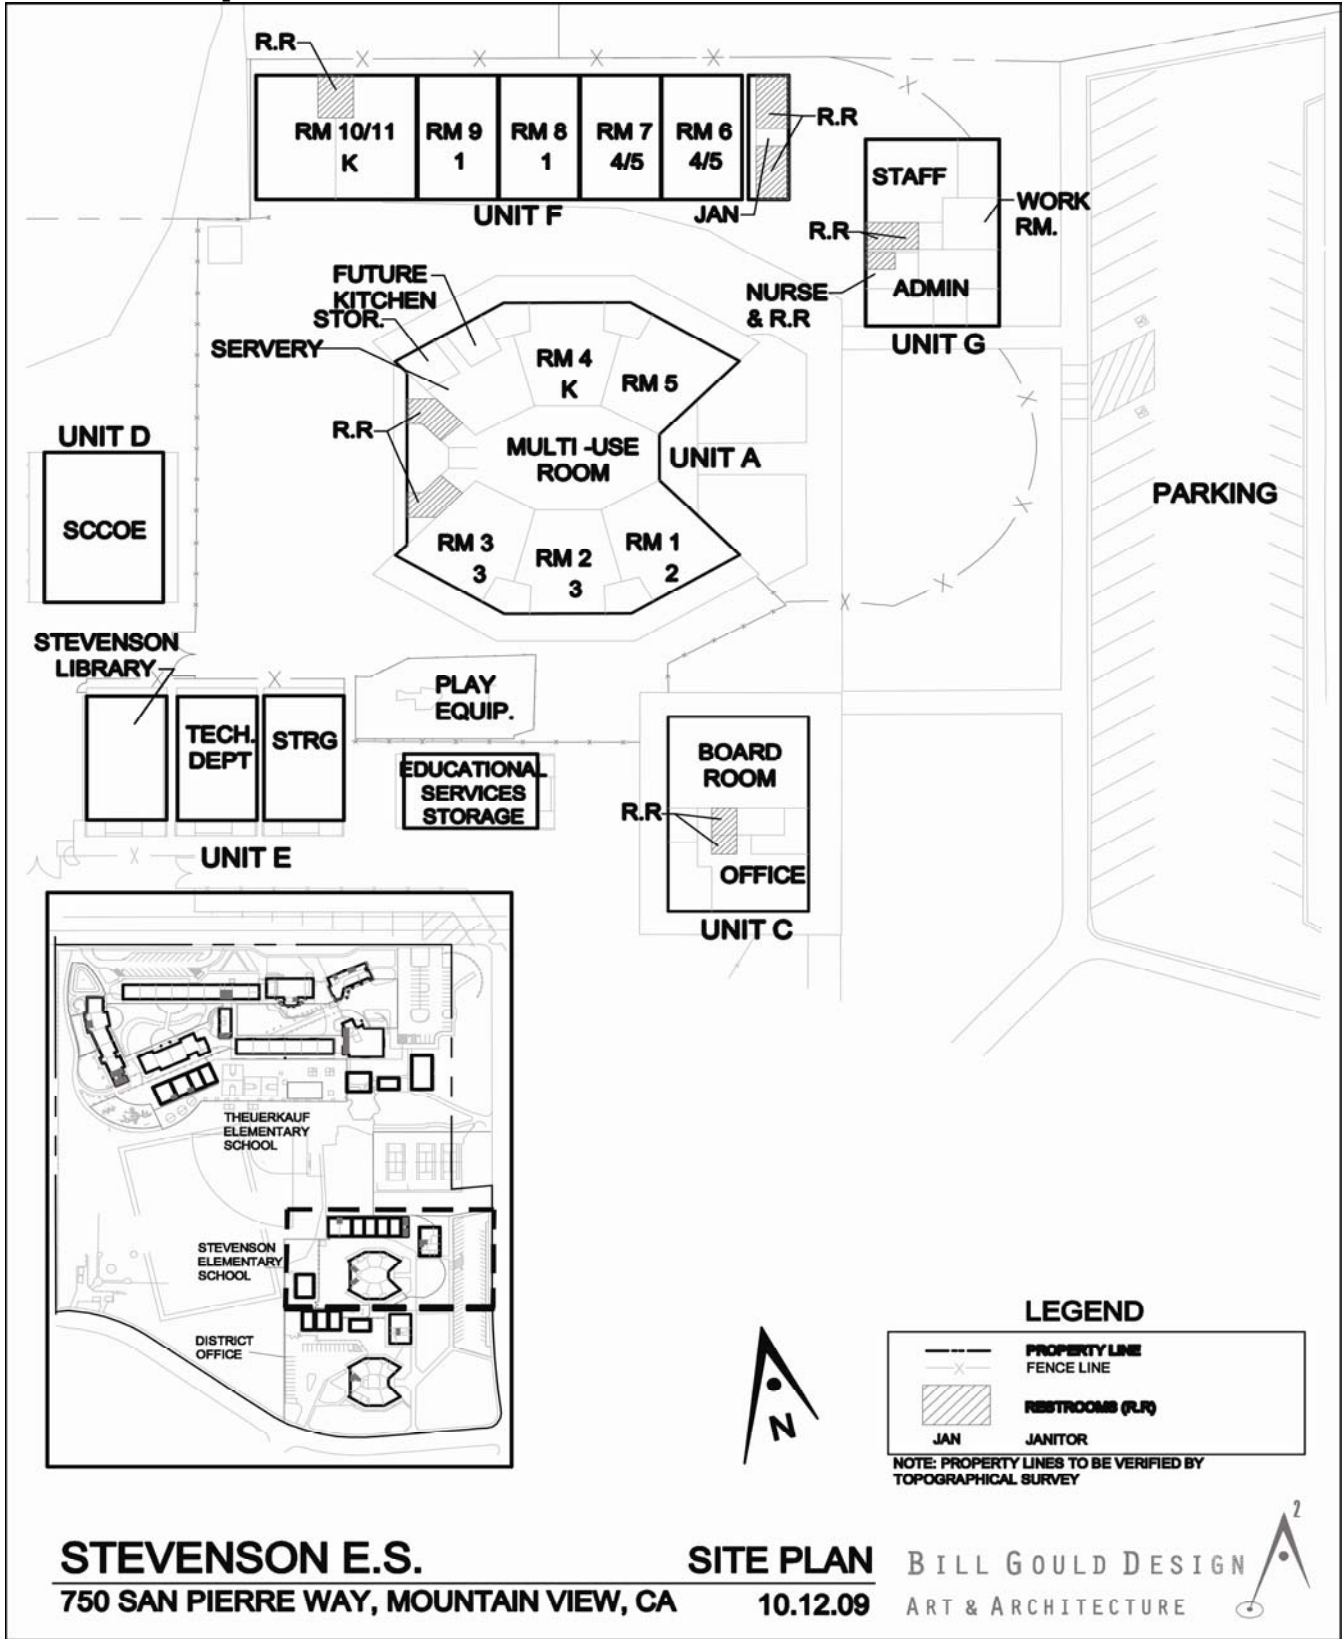 R.R
RM 10/11
K
RM 9
1
RM 8
1
RM 7
4/5
RM 6
4/5
R.R
UNIT F
JAN
STAFF
WORK
RM.
R.R
NURSE
& R.R
ADMIN
UNIT G
FUTURE
KITCHEN
STOR.
SERVERY
R.R
RM 4
K
RM 5
MULTI -USE
ROOM
UNIT A
RM 3
3
RM 2
3
RM 1
2
UNIT D
SCCOE
PARKING
STEVENSON
LIBRARY
TECH.
DEPT
STRG
UNIT E
PLAY
EQUIP.
EDUCATIONAL
SERVICES
STORAGE
BOARD
ROOM
R.R
OFFICE
UNIT C
THEUERKAUF
ELEMENTARY
SCHOOL
STEVENSON
ELEMENTARY
SCHOOL
DISTRICT
OFFICE
N
LEGEND
PROPERTY LINE
FENCE LINE
RESTROOMS (R.R)
JAN JANITOR
NOTE: PROPERTY LINES TO BE VERIFIED BY
TOPOGRAPHICAL SURVEY
STEVENSON E.S. SITE PLAN
750 SAN PIERRE WAY, MOUNTAIN VIEW, CA 10.12.09
BILL GOULD DESIGN
ART & ARCHITECTURE
2